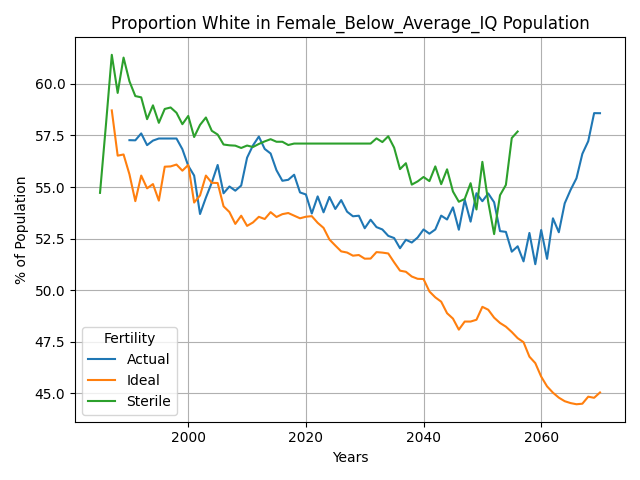 Proportion White in Female_Below_Average_IQ Population
% of Population
60.0
57.5
55.0
52.5
50.0
47.5
45.0
Fertility
Actual
Ideal
Sterile
2000 2020 2040 2060
Years